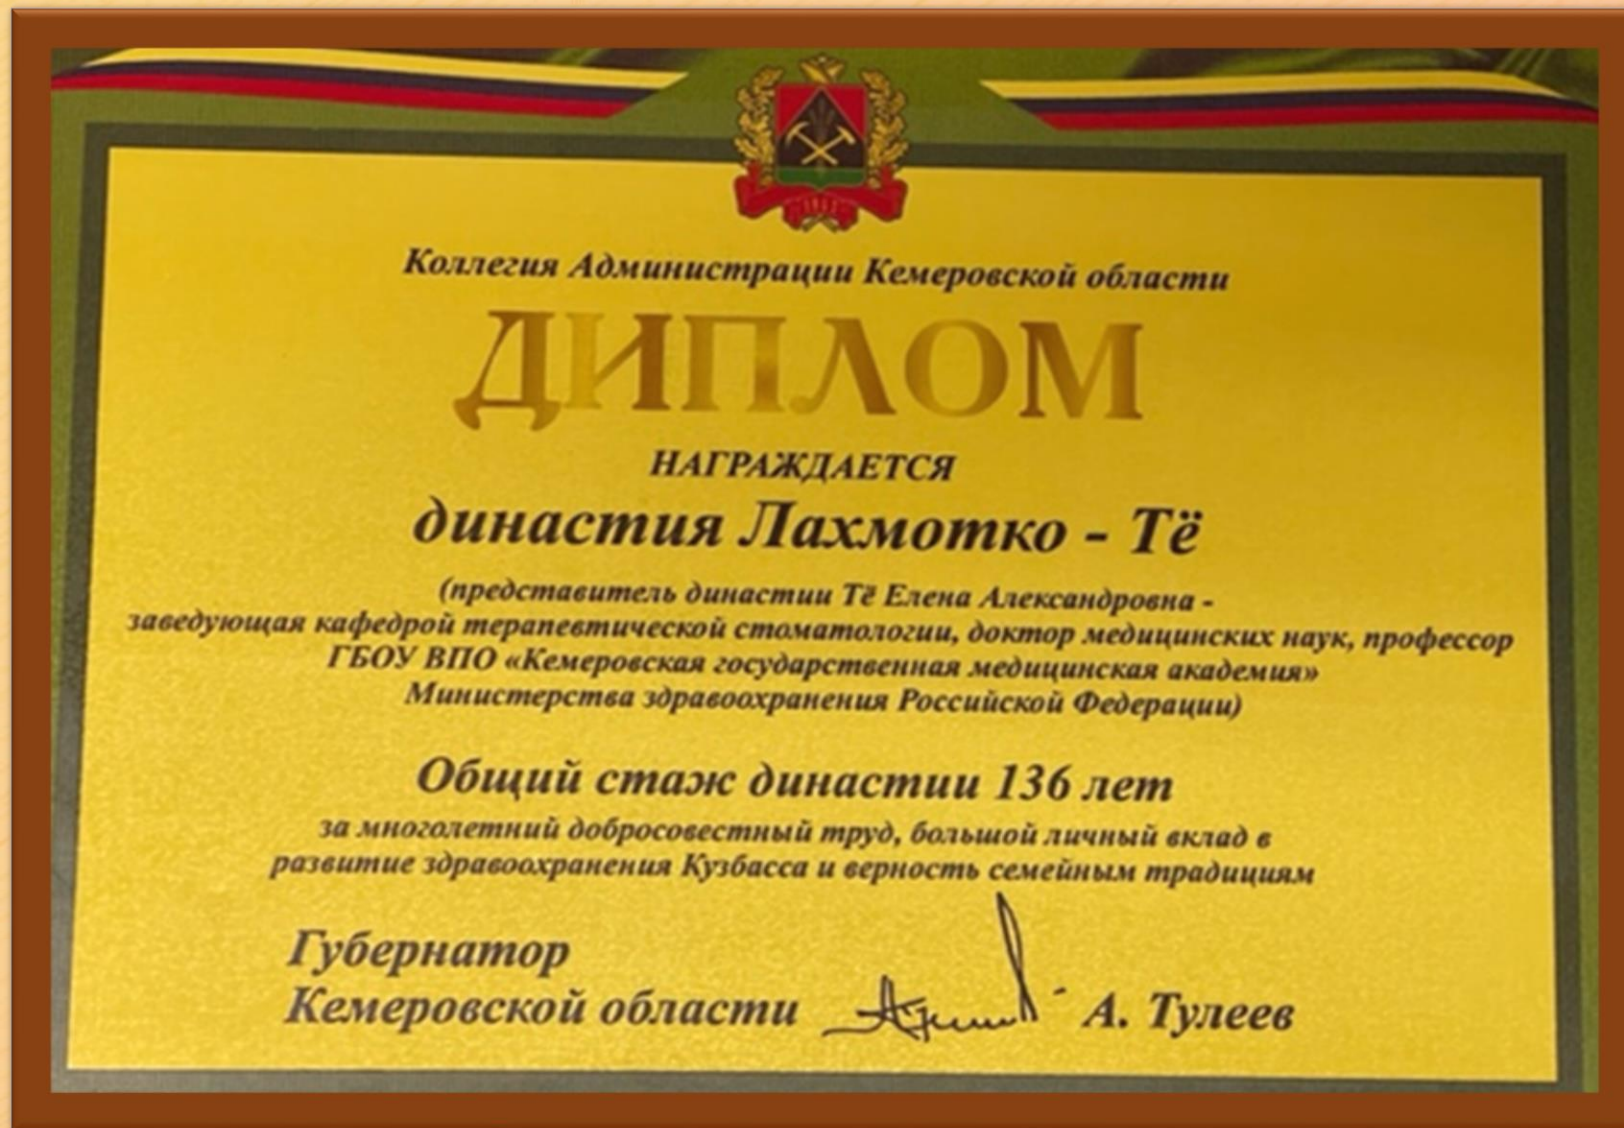 1943
Коллегия Администрации Кемеровской области
ДИПЛОМ
НАГРАЖДАЕТСЯ
династия Лахмотко - Тё
(представитель династии Тё Елена Александровна -
заведующая кафедрой терапевтической стоматологии, доктор медицинских наук, профессор
ГБОУ ВПО «Кемеровская государственная медицинская академия»
Министерства здравоохранения Российской Федерации)
Общий стаж династии 136 лет
за многолетний добросовестный труд, большой личный вклад в
развитие здравоохранения Кузбасса и верность семейным традициям
Губернатор
Кемеровской области А. Тулеев